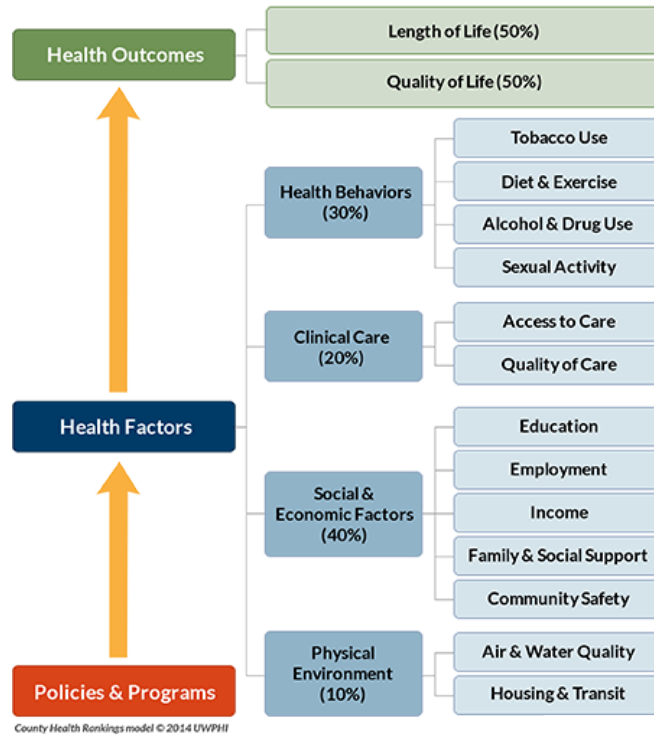 Health Outcomes
Length of Life (50%)
Quality of Life (50%)
Health Behaviors
(30%)
Tobacco Use
Diet & Exercise
Alcohol & Drug Use
Sexual Activity
Clinical Care
(20%)
Access to Care
Quality of Care
Health Factors
Social &
Economic Factors
(40%)
Education
Employment
Income
Family & Social Support
Community Safety
Physical
Environment
(10%)
Air & Water Quality
Housing & Transit
Policies & Programs
County Health Rankings model © 2014 UWPHI